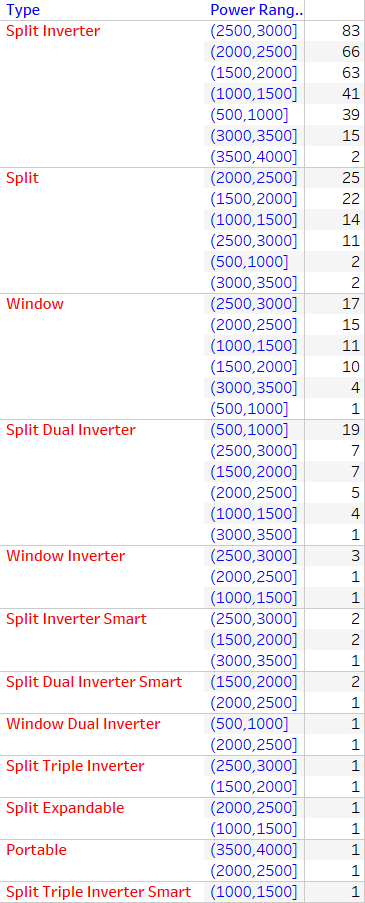 Type Power Rang..
Split Inverter (2500,3000] 83
(2000,2500] 66
(1500,2000] 63
(1000,1500] 41
(500,1000] 39
(3000,3500] 15
(3500,4000] 2
Split (2000,2500] 25
(1500,2000] 22
(1000,1500] 14
(2500,3000] 11
(500,1000] 2
(3000,3500] 2
Window (2500,3000] 17
(2000,2500] 15
(1000,1500] 11
(1500,2000] 10
(3000,3500] 4
(500,1000] 1
Split Dual Inverter (500,1000] 19
(2500,3000] 7
(1500,2000] 7
(2000,2500] 5
(1000,1500] 4
(3000,3500] 1
Window Inverter (2500,3000] 3
(2000,2500] 1
(1000,1500] 1
Split Inverter Smart (2500,3000] 2
(1500,2000] 2
(3000,3500] 1
Split Dual Inverter Smart (1500,2000] 2
(2000,2500] 1
Window Dual Inverter (500,1000] 1
(2000,2500] 1
Split Triple Inverter (2500,3000] 1
(1500,2000] 1
Split Expandable (2000,2500] 1
(1000,1500] 1
Portable (3500,4000] 1
(2000,2500] 1
Split Triple Inverter Smart (1000,1500] 1